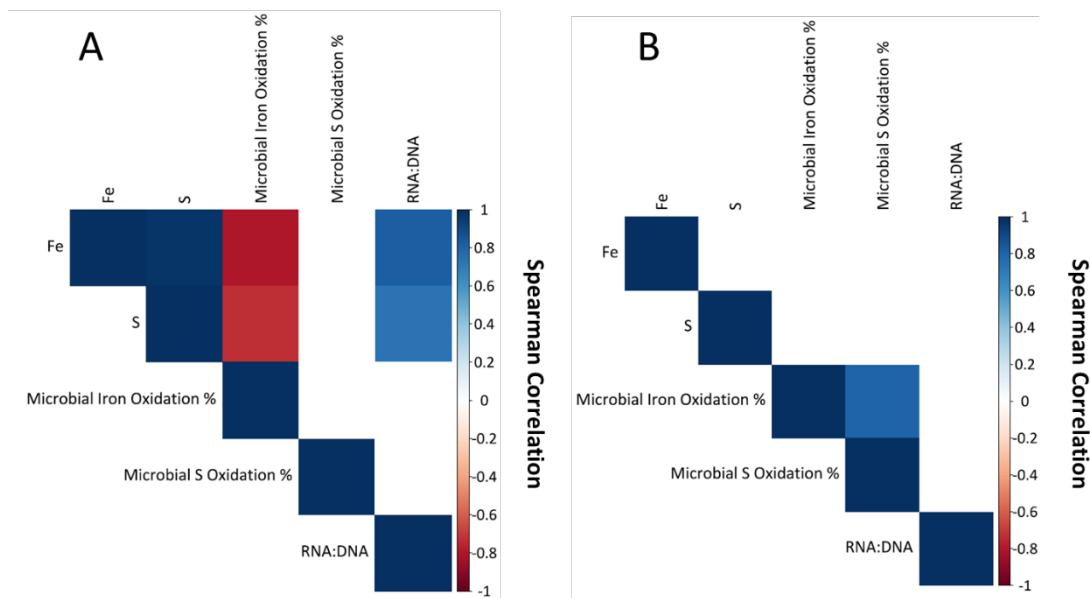 A
Fe
S
Microbial Iron Oxidation %
Microbial S Oxidation %
RNA:DNA
Fe
S
Microbial Iron Oxidation %
Microbial S Oxidation %
RNA:DNA
1
0.8
0.6
0.4
0.2
0
-0.2
-0.4
-0.6
-0.8
-1
Spearman Correlation
B
Fe
S
Microbial Iron Oxidation %
Microbial S Oxidation %
RNA:DNA
Fe
S
Microbial Iron Oxidation %
Microbial S Oxidation %
RNA:DNA
1
0.8
0.6
0.4
0.2
0
-0.2
-0.4
-0.6
-0.8
-1
Spearman Correlation